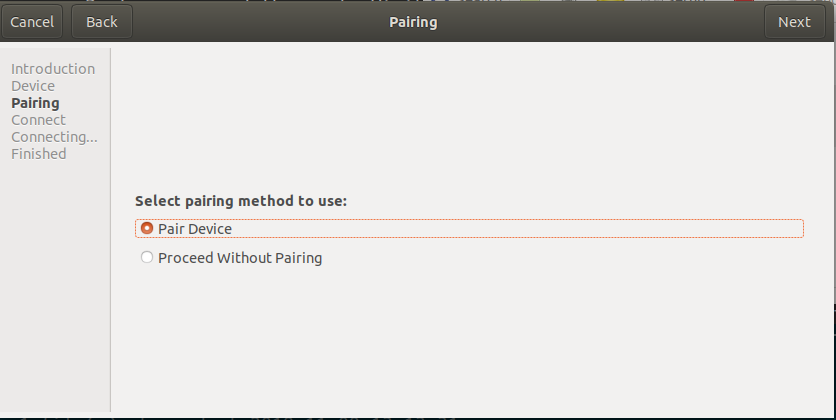 Cancel Back Pairing Next
Introduction
Device
Pairing
Connect
Connecting...
Finished
Select pairing method to use:
Pair Device
Proceed Without Pairing